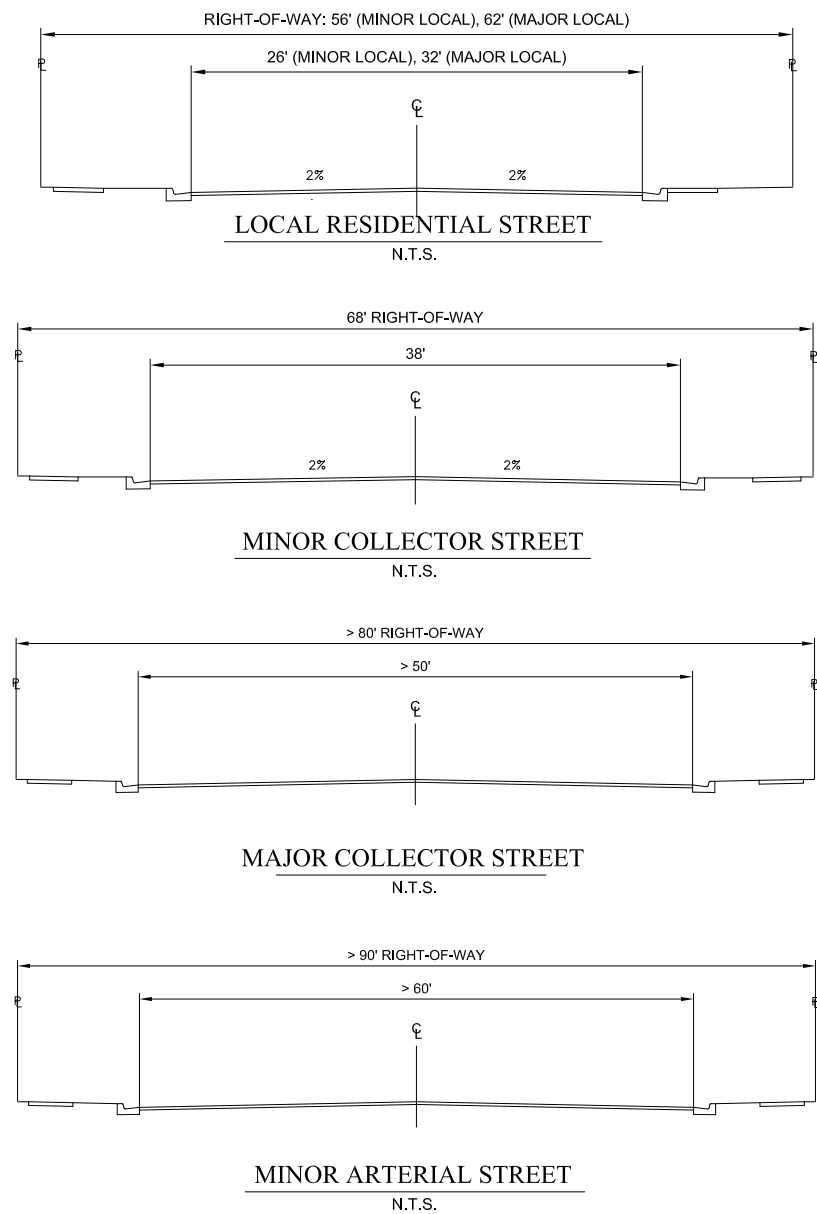 RIGHT-OF-WAY: 56' (MINOR LOCAL), 62' (MAJOR LOCAL)
℄ 
26' (MINOR LOCAL), 32' (MAJOR LOCAL)
PL
PL
CL
2%
2%
LOCAL RESIDENTIAL STREET
N.T.S.
68' RIGHT-OF-WAY
38'
PL
PL
CL
2%
2%
MINOR COLLECTOR STREET
N.T.S.
> 80' RIGHT-OF-WAY
> 50'
PL
PL
CL
MAJOR COLLECTOR STREET
N.T.S.
> 90' RIGHT-OF-WAY
> 60'
PL
PL
CL
MINOR ARTERIAL STREET
N.T.S.